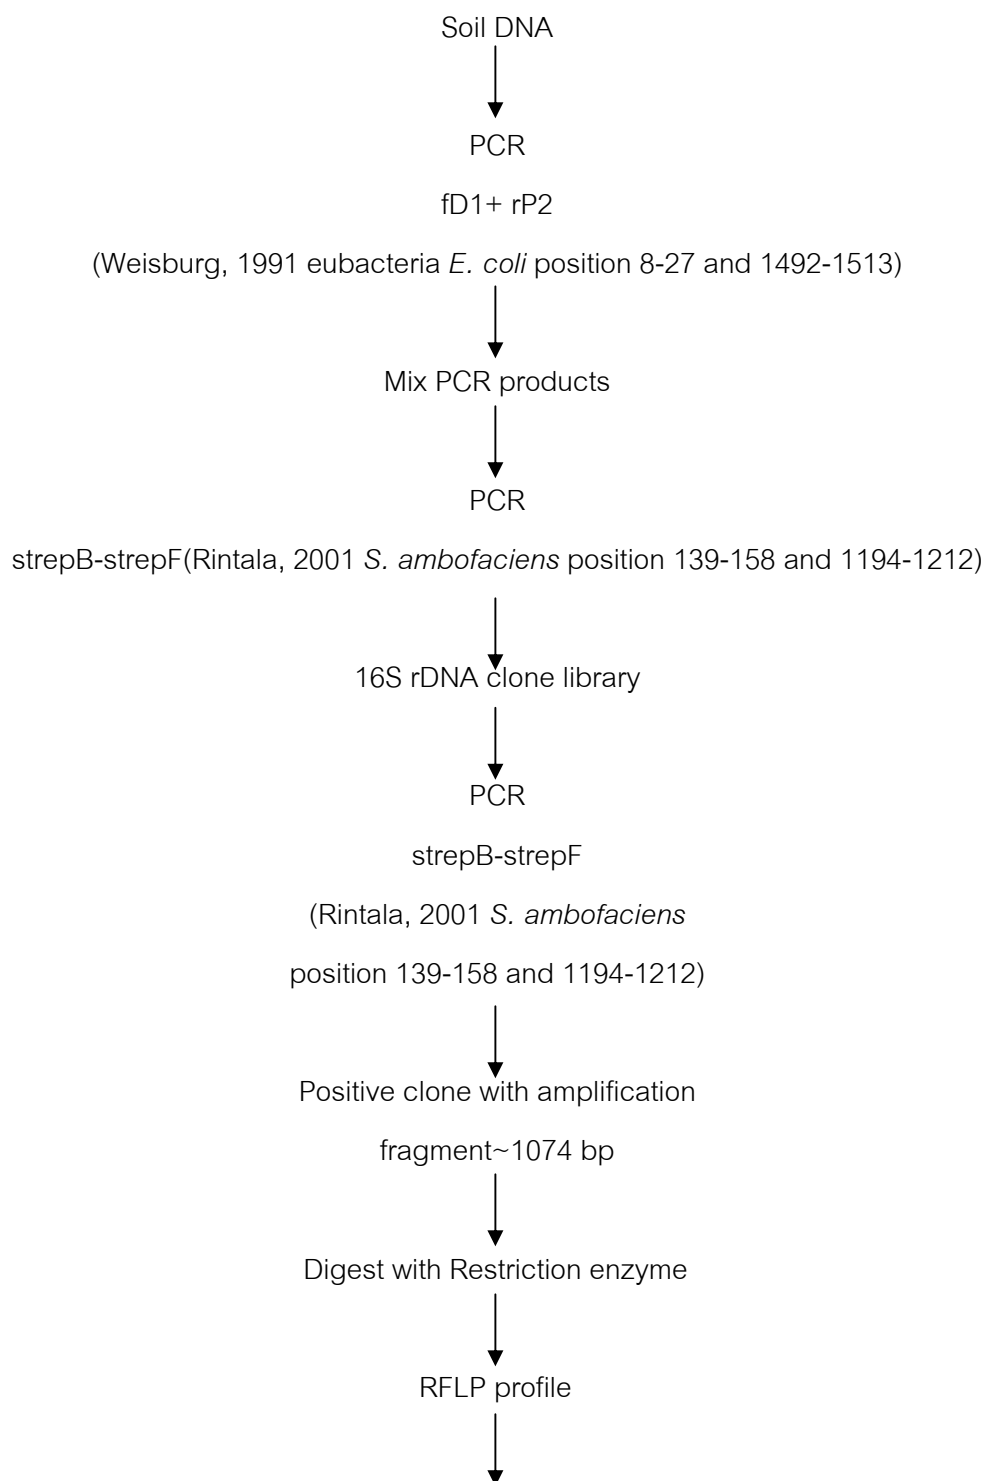 Soil DNA
PCR
fD1+ rP2
(Weisburg, 1991 eubacteria E. coli position 8-27 and 1492-1513)
Mix PCR products
PCR
strepB-strepF(Rintala, 2001 S. ambofaciens position 139-158 and 1194-1212)
16S rDNA clone library
PCR
strepB-strepF
(Rintala, 2001 S. ambofaciens
position 139-158 and 1194-1212)
Positive clone with amplification
fragment~1074 bp
Digest with Restriction enzyme
RFLP profile